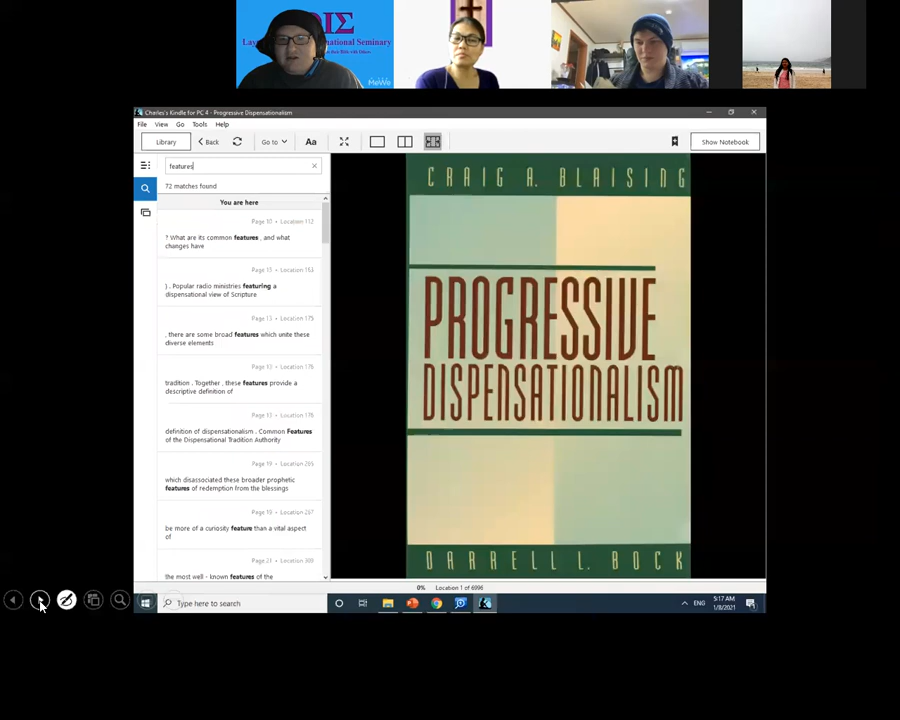 ΟΙΣ
MeWe
Charles's Kindle for PC 4 - Progressive Dispensationalism
File View Go Tools Help
Library Back Go to Aa Show Notebook
features
72 matches found
You are here
Page 10 • Location 112
? What are its common features , and what
changes have
Location 163
) . Popular radio ministries featuring a
dispensational view of Scripture
Page 13 • Location 175
, there are some broad features which unite these
diverse elements
Page 13 • Location 176
tradition . Together , these features provide a
descriptive definition of
Location 176
definition of dispensationalism . Common Features
of the Dispensational Tradition Authority
Page 19 • Location 265
which disassociated these broader prophetic
features of redemption from the blessings
Page 19 • Location 267
be more of a curiosity feature than a vital aspect
of
Page 21 • Location 300
the most well - known features of the
CRAIG A. BLAISING
PROGRESSIVE
DISPENSATIONALISM
DARRELL L. BOCK
0% Location 1 of 6996
Type here to search
ENG
5:17 AM
1/8/2021